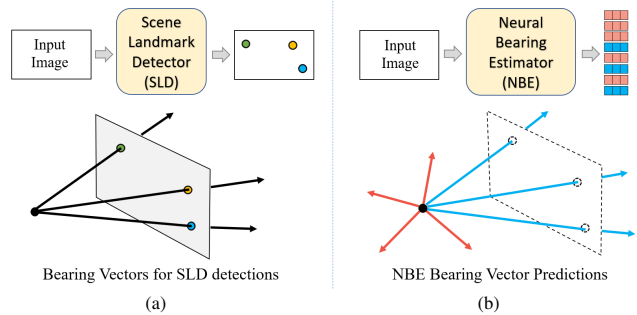 Input
Image
Scene
Landmark
Detector
(SLD)
Bearing Vectors for SLD detections
(a)
Input
Image
Neural
Bearing
Estimator
(NBE)
NBE Bearing Vector Predictions
(b)